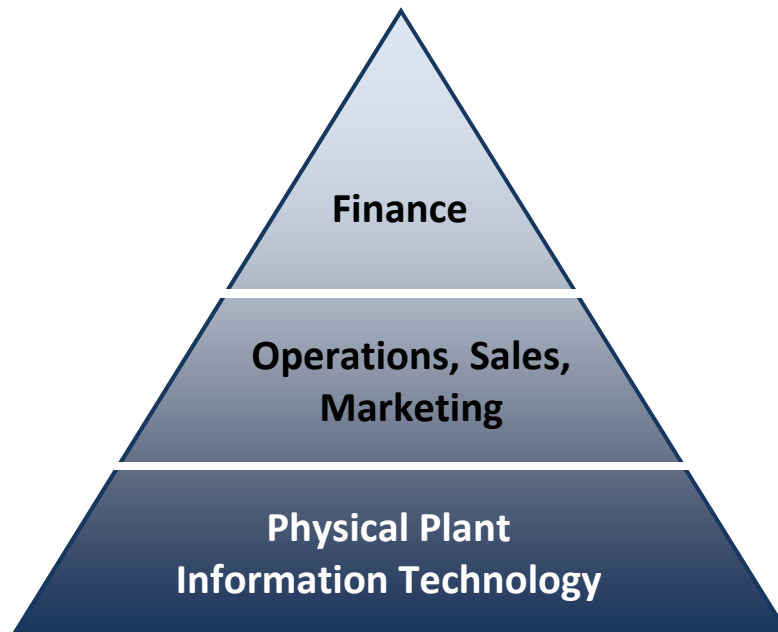 Finance
Operations, Sales,
Marketing
Physical Plant
Information Technology